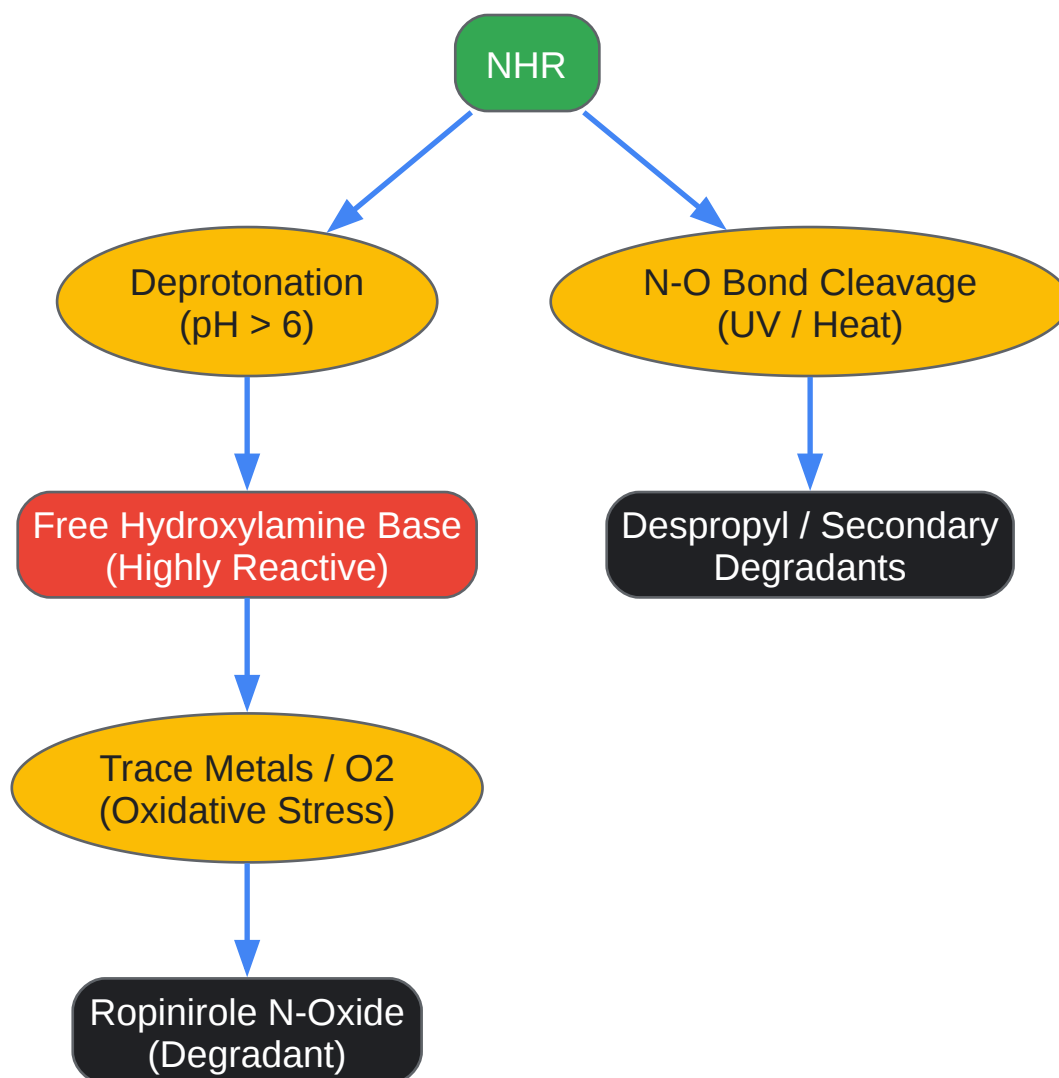 NHR
Deprotonation
(pH > 6)
N-O Bond Cleavage
(UV / Heat)
Free Hydroxylamine Base
(Highly Reactive)
Despropyl / Secondary
Degradants
Trace Metals / O2
(Oxidative Stress)
Ropinirole N-Oxide
(Degradant)